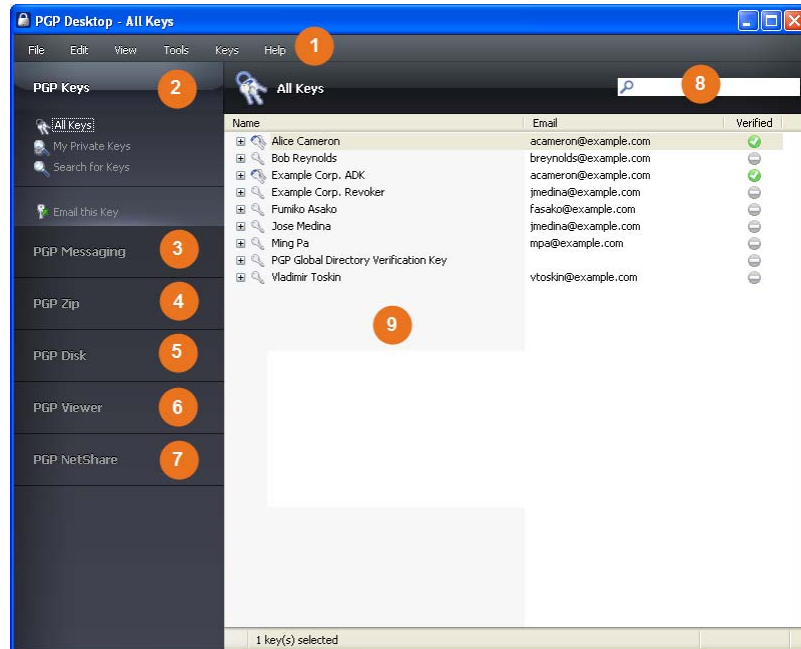 PGP Desktop - All Keys
File Edit View Tools Keys Help 1
PGP Keys 2
All Keys
My Private Keys
Search for Keys
Email this Key
PGP Messaging 3
PGP Zip 4
PGP Disk 5
PGP Viewer 6
PGP NetShare 7
All Keys 8
Name Email Verified
Alice Cameron acameron@example.com
Bob Reynolds breynolds@example.com
Example Corp. ADK acameron@example.com
Example Corp. Revoker jmedina@example.com
Fumiko Asako fasako@example.com
Jose Medina jmedina@example.com
Ming Pa mpa@example.com
PGP Global Directory Verification Key
Vladimir Toskin vtoskin@example.com
9
1 key(s) selected